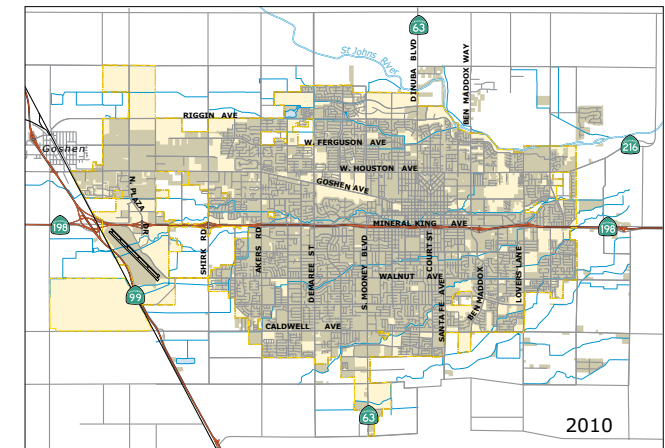 63
St Johns River
DINUBA BLVD
BEN MADDOX WAY
RIGGIN AVE
Goshen
W. FERGUSON AVE
216
W. HOUSTON AVE
GOSHEN AVE
N. PLAZA DR
198
MINERAL KING AVE
198
SHIRK RD
AKERS RD
DEMAREE ST
S. MOONEY BLVD
COURT ST
WALNUT AVE
LOVERS LANE
BEN MADDOX
SANTA FE AVE
99
CALDWELL AVE
63
2010